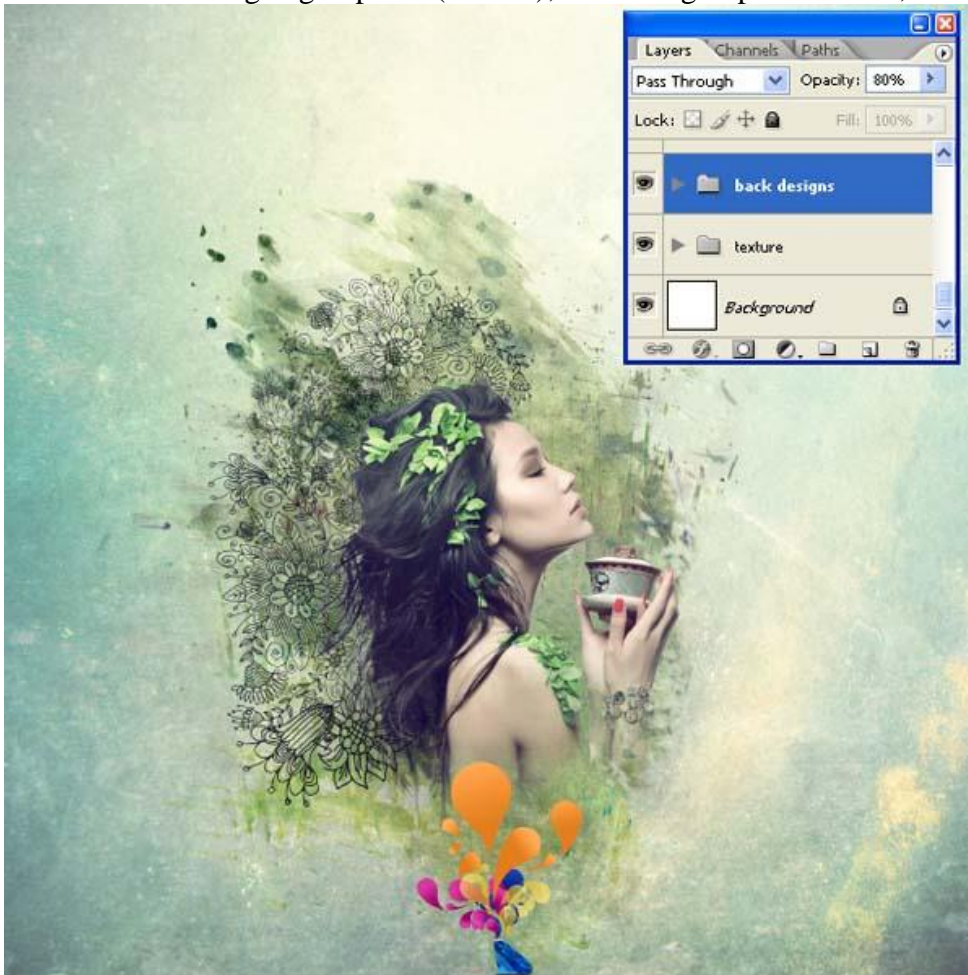 Layers Channels Paths
Pass Through Opacity: 80%
Lock: Fill: 100%
back designs
texture
Background